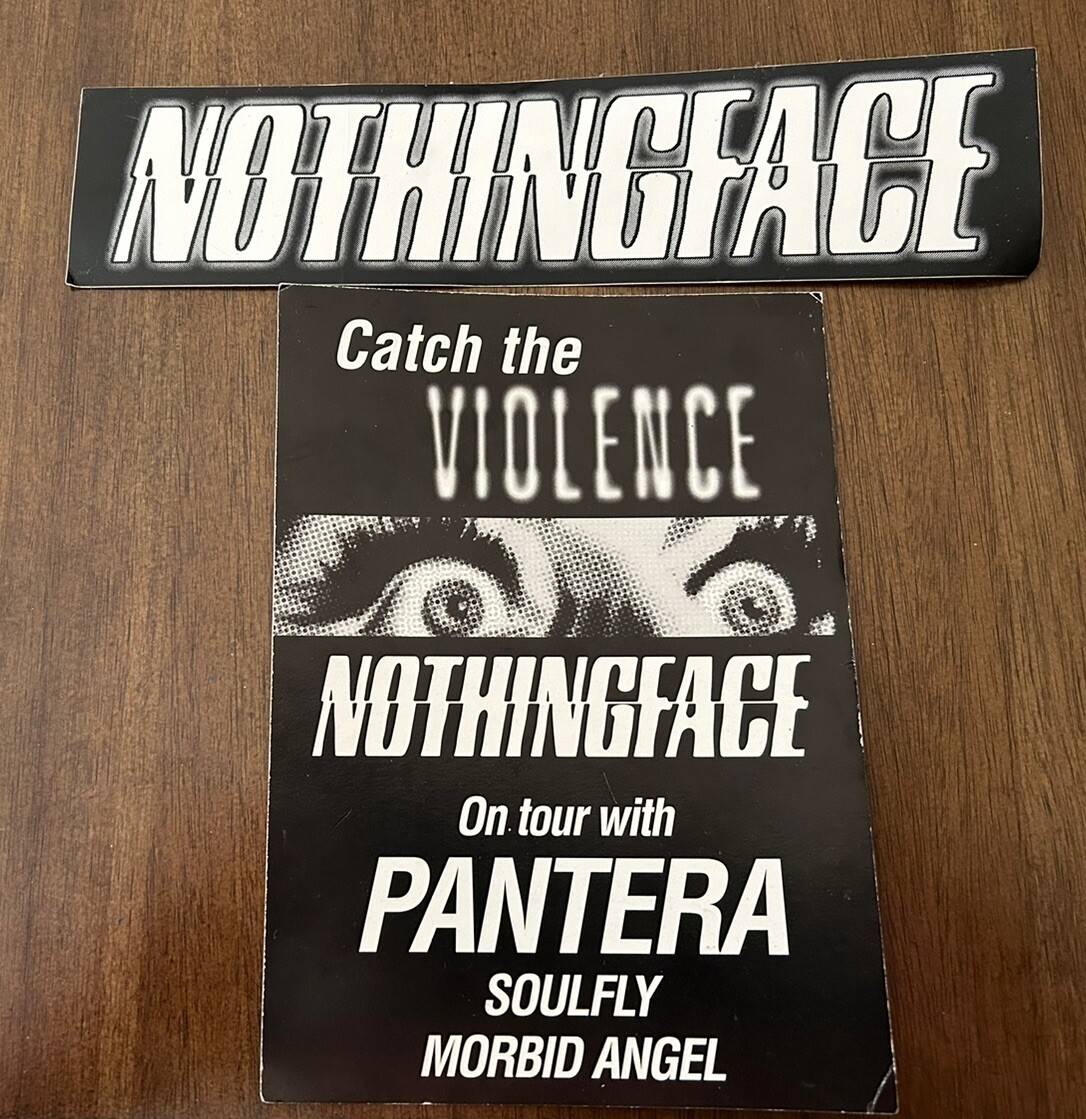 NOTHINGFACE
Catch the
VIOLENCE
NOTHINGFACE
On tour with
PANTERA
SOULFLY
MORBID ANGEL